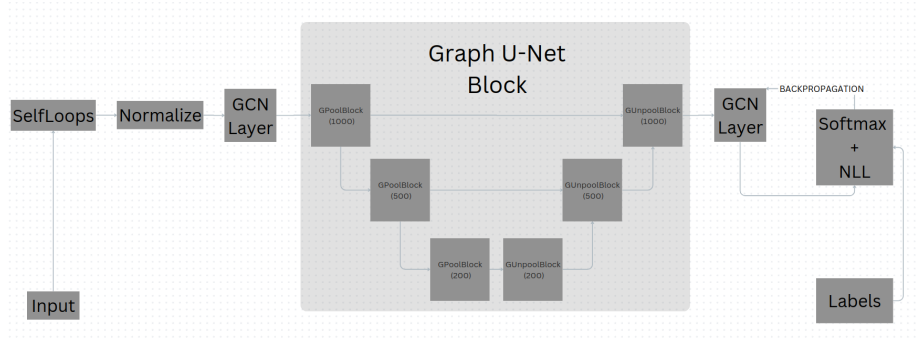 Graph U-Net
Block
SelfLoops
Normalize
GCN
Layer
GPoolBlock
(1000)
GUnpoolBlock
(1000)
GCN
Layer
BACKPROPAGATION
Softmax
+
NLL
GPoolBlock
(500)
GUnpoolBlock
(500)
GPoolBlock
(200)
GUnpoolBlock
(200)
Input
Labels